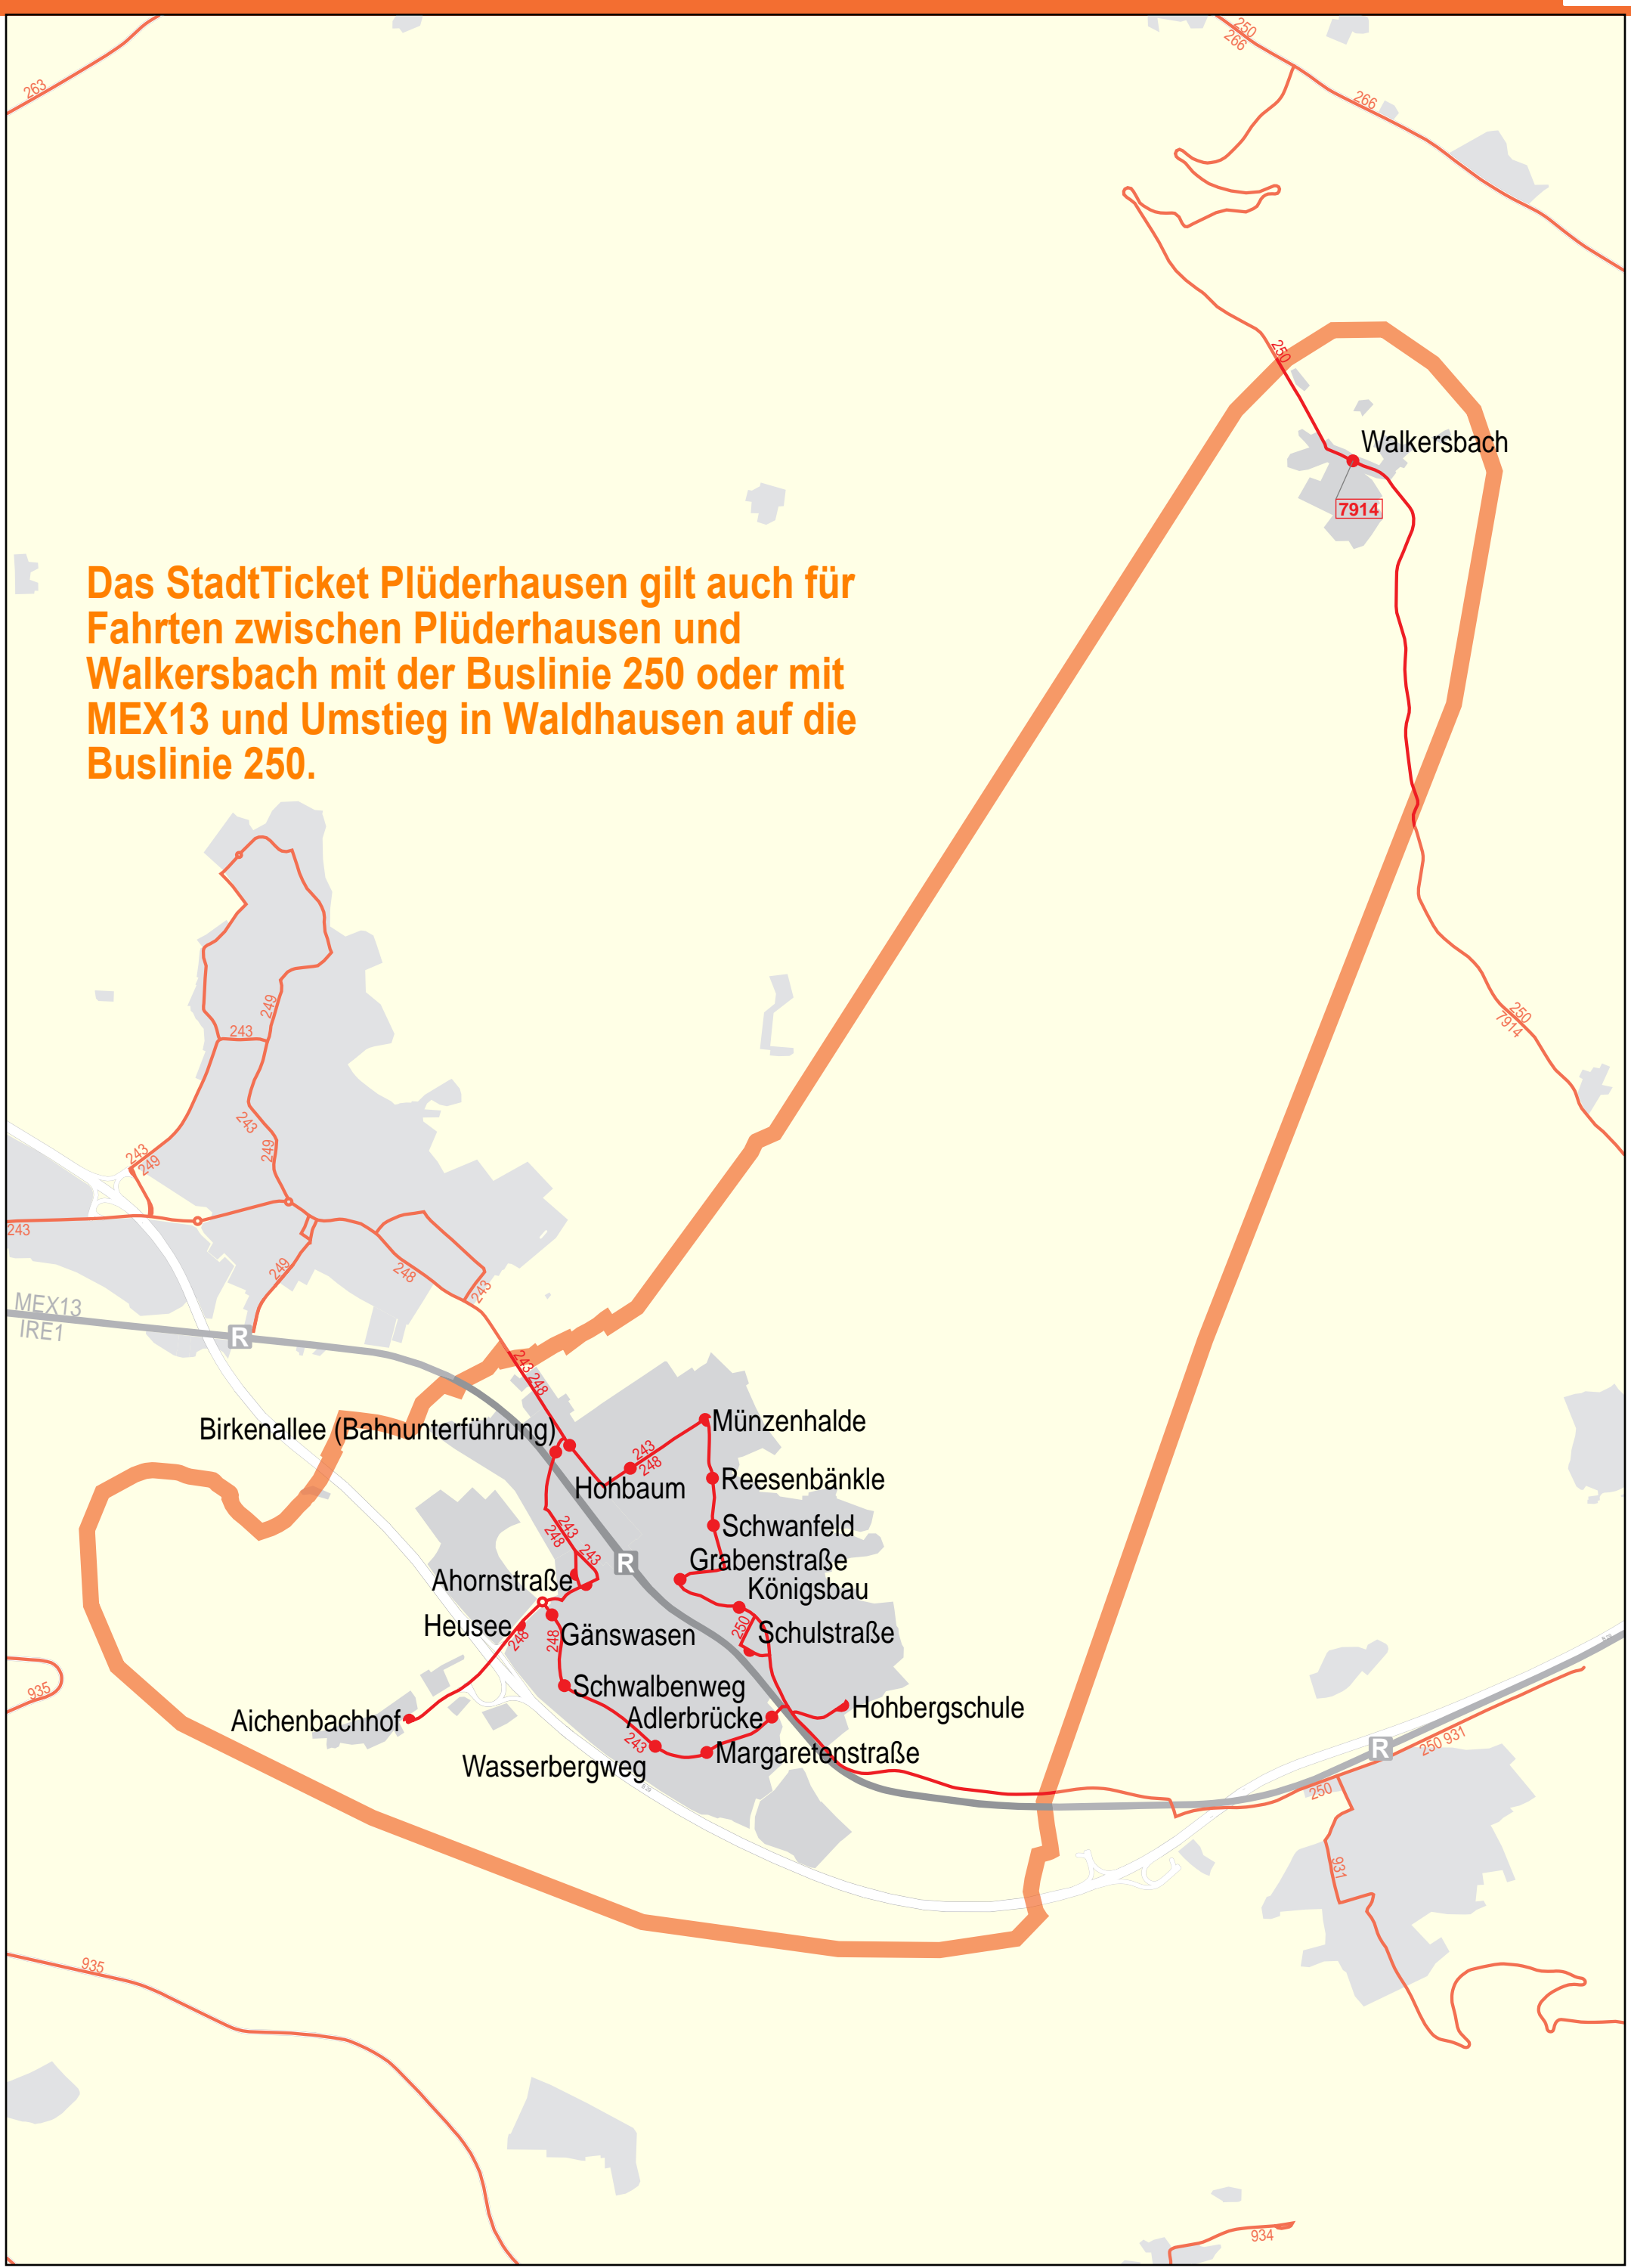 250
266
263
266
250
Walkersbach
7914
Das StadtTicket Plüderhausen gilt auch für
Fahrten zwischen Plüderhausen und
Walkersbach mit der Buslinie 250 oder mit
MEX13 und Umstieg in Waldhausen auf die
Buslinie 250.
249
243
250
7914
243
249
243
249
243
249
248
243
MEX13
IRE1
R
243 248
Birkenallee (Bahnunterführung)
Münzenhalde
243
248
Hohbaum
Reesenbänkle
243
248
Schwanfeld
243
R
Grabenstraße
Ahornstraße
Königsbau
Heusee
248
248
Gänswasen
250
Schulstraße
935
Schwalbenweg
Aichenbachhof
Adlerbrücke
Hohbergschule
243
Wasserbergweg
Margaretenstraße
R
250 931
250
931
935
934